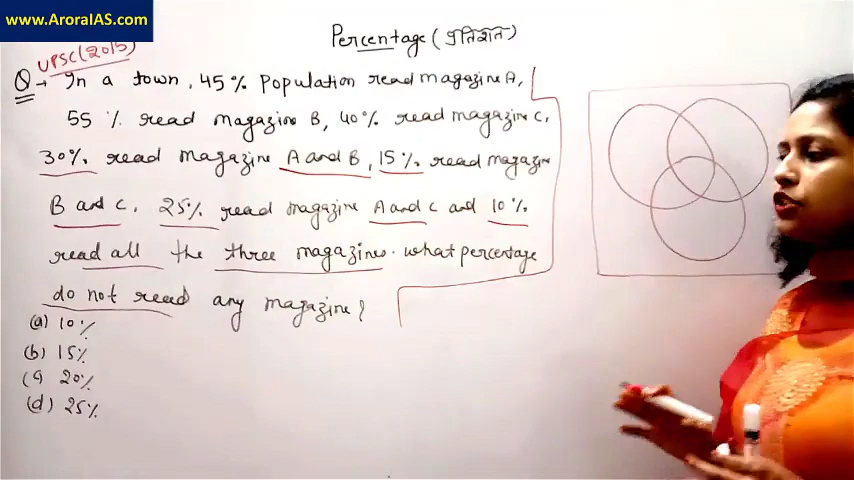 www.AroraIAS.com
Percentage (प्रतिशत)
UPSC (2015)
Q → In a town, 45% population read magazine A,
55 % read magazine B, 40% read magazine C,
30% read magazine A and B, 15% read magazine
B and C, 25% read magazine A and C and 10%
read all the three magazines. what percentage
do not read any magazine?
(a) 10%
(b) 15%
(c) 20%
(d) 25%